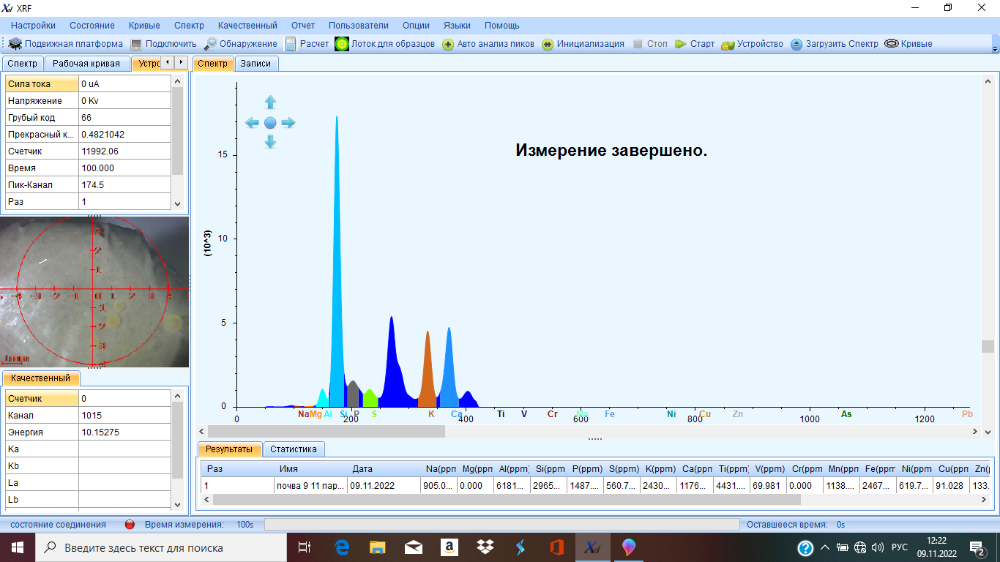 XRF
Настройки Состояние Кривые Спектр Качественный Отчет Пользователи Опции Языки Помощь
Подвижная платформа Подключить Обнаружение Расчет Лоток для образцов Авто анализ пиков Инициализация Стоп Старт Устройство Загрузить Спектр Кривые
Спектр Рабочая кривая Устро
Сила тока 0 uA
Напряжение 0 Kv
Грубый код 66
Прекрасный к... 0.4821042
Счетчик 11992.06
Время 100.000
Пик-Канал 174.5
Раз 1
Качественный
Счетчик 0
Канал 1015
Энергия 10.15275
Ka
Kb
La
Lb
Спектр Записи
Измерение завершено.
(10^3)
15
10
5
0
Na Mg Al Si P S K Ca Ti V Cr Mn Fe Ni Cu Zn As Pb
0 200 400 600 800 1000 1200
Результаты Статистика
Раз Имя Дата Na(ppm Mg(ppm Al(ppm) Si(ppm P(ppm) S(ppm) K(ppm) Ca(ppm Ti(ppm) V(ppm) Cr(ppm) Mn(ppm Fe(ppm Ni(ppm) Cu(ppm Zn(
1 почва 9 11 пар... 09.11.2022 905.0... 0.000 6181... 2965... 1487.... 560.7... 2430... 1176... 4431.... 69.981 0.000 1138.... 2467... 619.7... 91.028 133.
состояние соединения Время измерения: 100s Оставшееся время: 0s
Введите здесь текст для поиска
РУС
12:22
09.11.2022
2